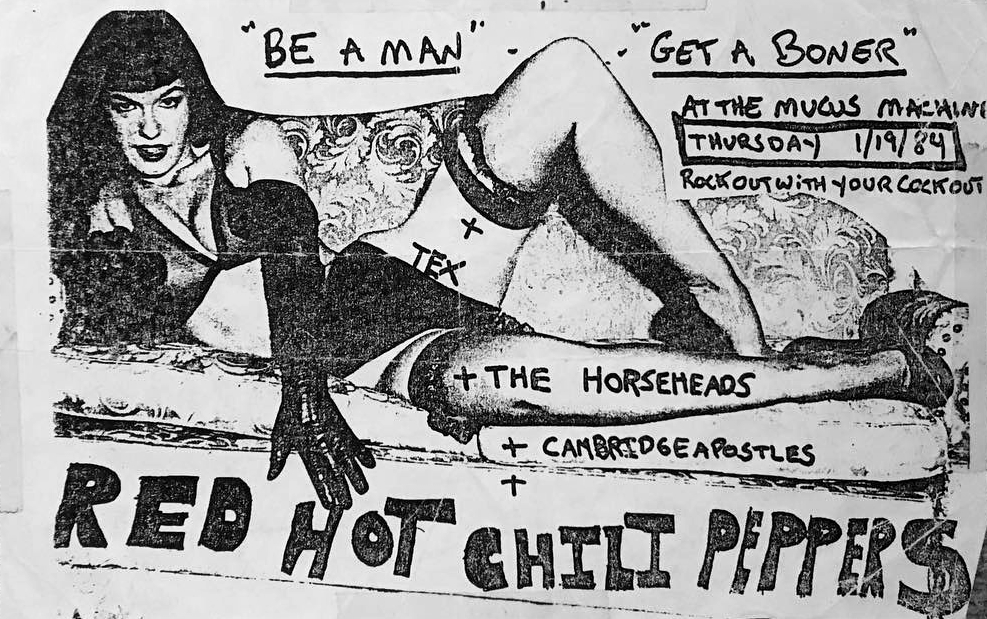 "BE A MAN" - "GET A BONER"
AT THE MUCUS MACHINE
THURSDAY 1/19/84
ROCK OUT WITH YOUR COCK OUT
+
TEX
+ THE HORSEHEADS
+ CAMBRIDGE APOSTLES
+
RED HOT CHILI PEPPERS